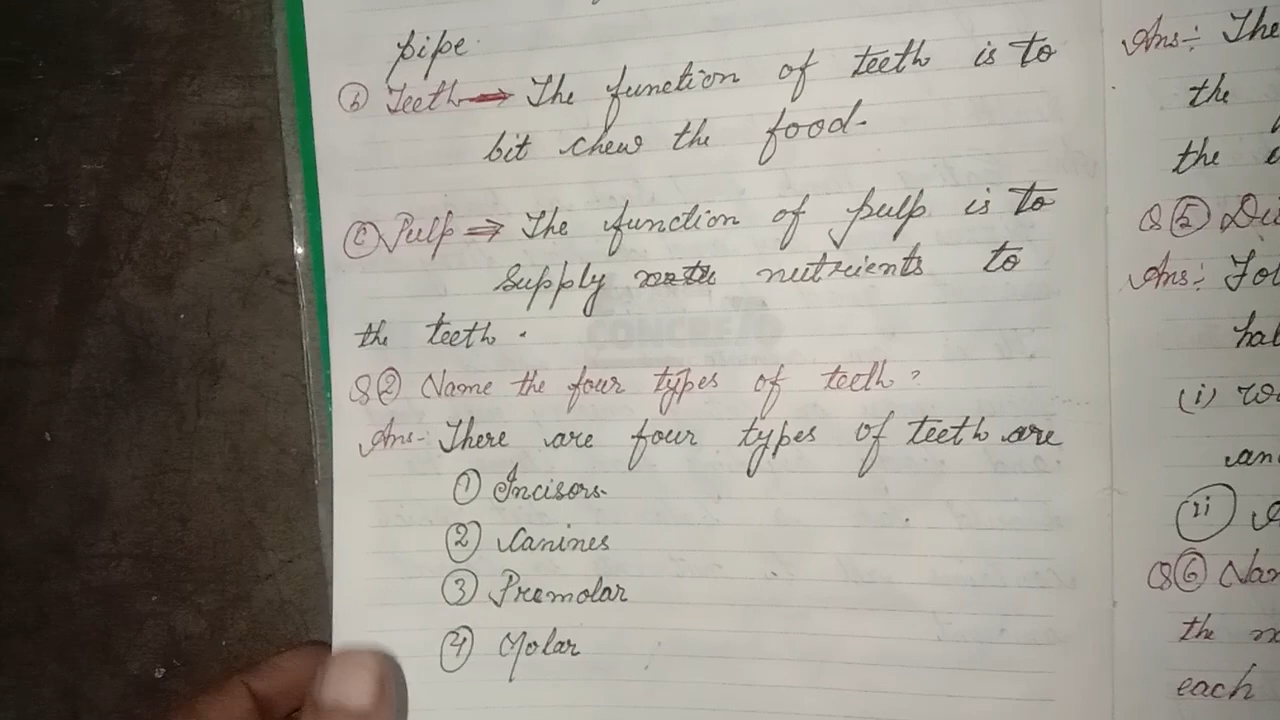 pipe.
(b) Teeth → The function of teeth is to
bit chew the food.
(c) Pulp ⇒ The function of pulp is to
supply nutrients to
the teeth.
Q② Name the four types of teeth?
Ans- There are four types of teeth are
① Incisors.
② Canines
③ Premolar
④ Molar
Ans:- The
the
the
Q⑤
Ans:
(i)
(ii)
Q⑥
the
each